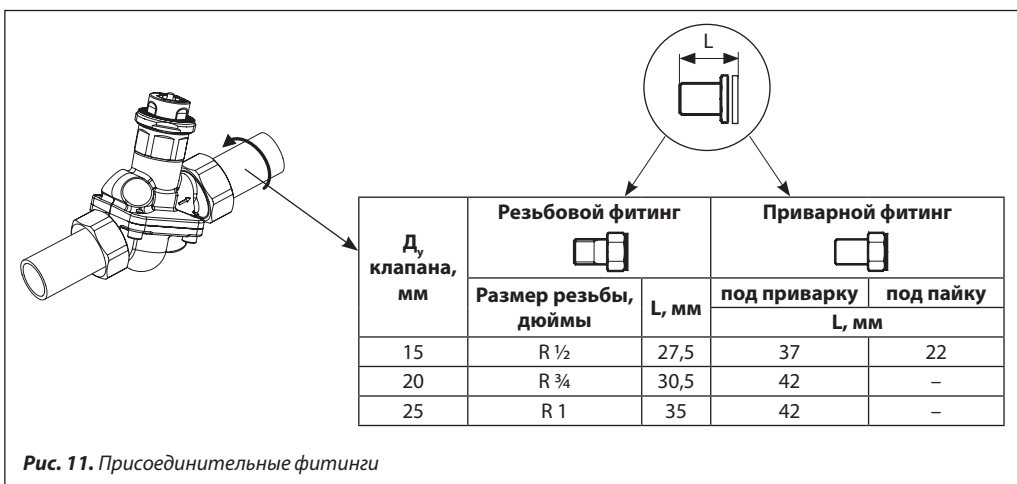 L
Ду клапана, мм
Резьбовой фитинг
Приварной фитинг
Размер резьбы, дюймы
L, мм
под приварку
под пайку
L, мм
15 R ½ 27,5 37 22
20 R ¾ 30,5 42 –
25 R 1 35 42 –
Рис. 11. Присоединительные фитинги